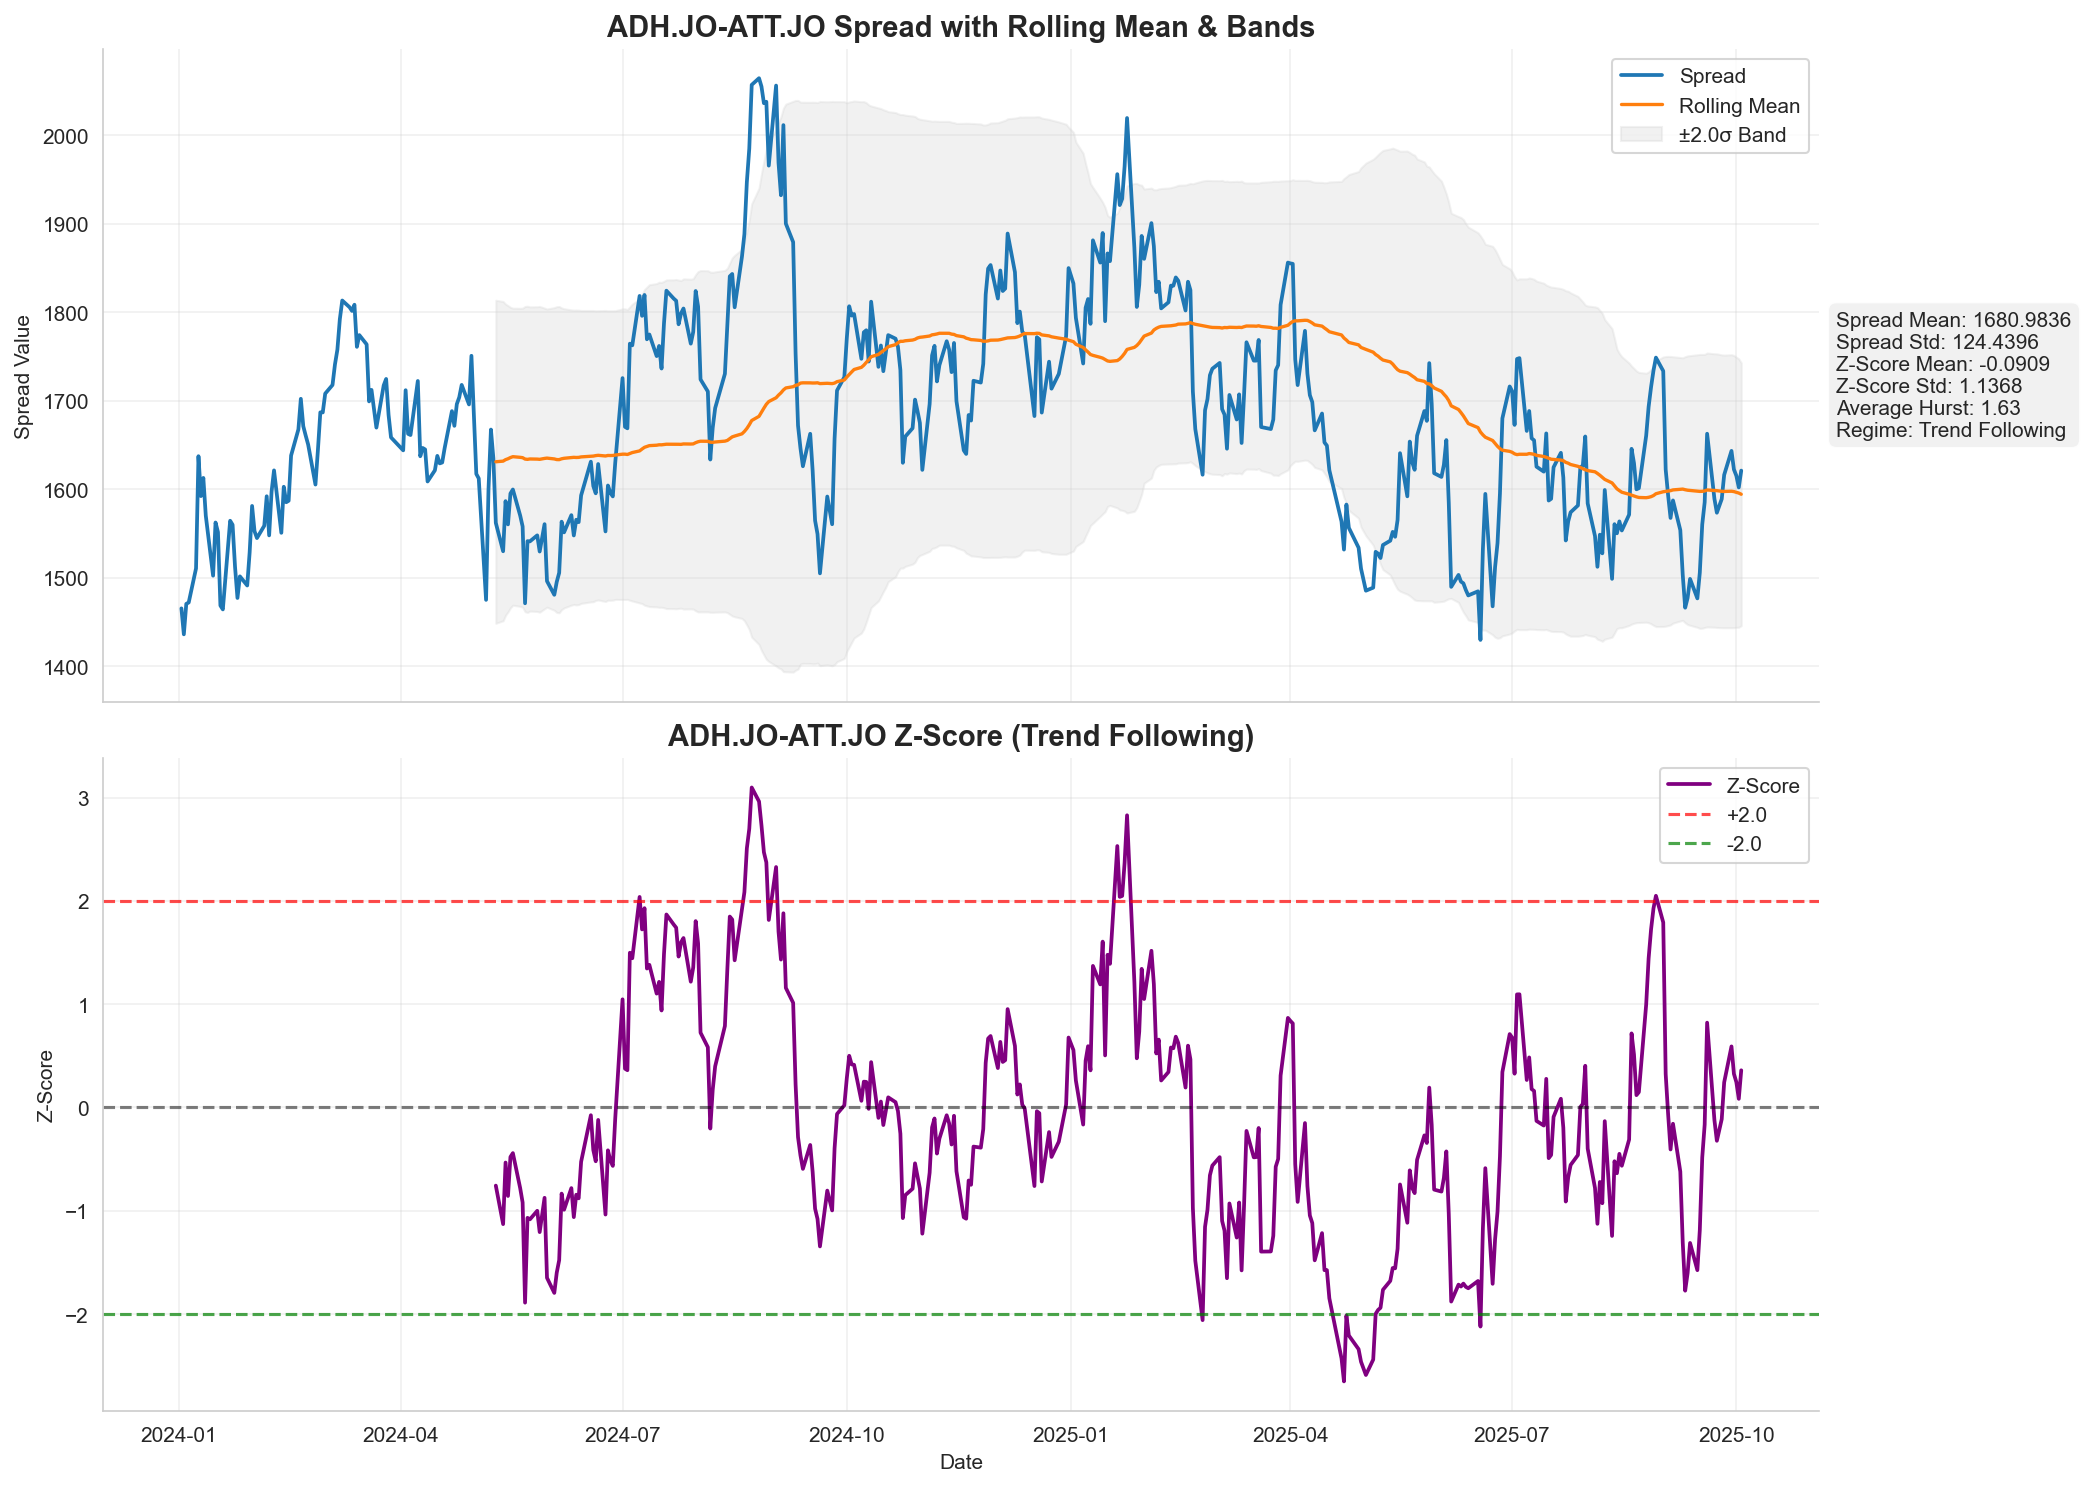 ADH.JO-ATT.JO Spread with Rolling Mean & Bands
Spread
Rolling Mean
±2.0σ Band
Spread Value
2000
1900
1800
1700
1600
1500
1400
Spread Mean: 1680.9836
Spread Std: 124.4396
Z-Score Mean: -0.0909
Z-Score Std: 1.1368
Average Hurst: 1.63
Regime: Trend Following
ADH.JO-ATT.JO Z-Score (Trend Following)
Z-Score
+2.0
-2.0
Z-Score
3
2
1
0
−1
−2
2024-01
2024-04
2024-07
2024-10
2025-01
2025-04
2025-07
2025-10
Date